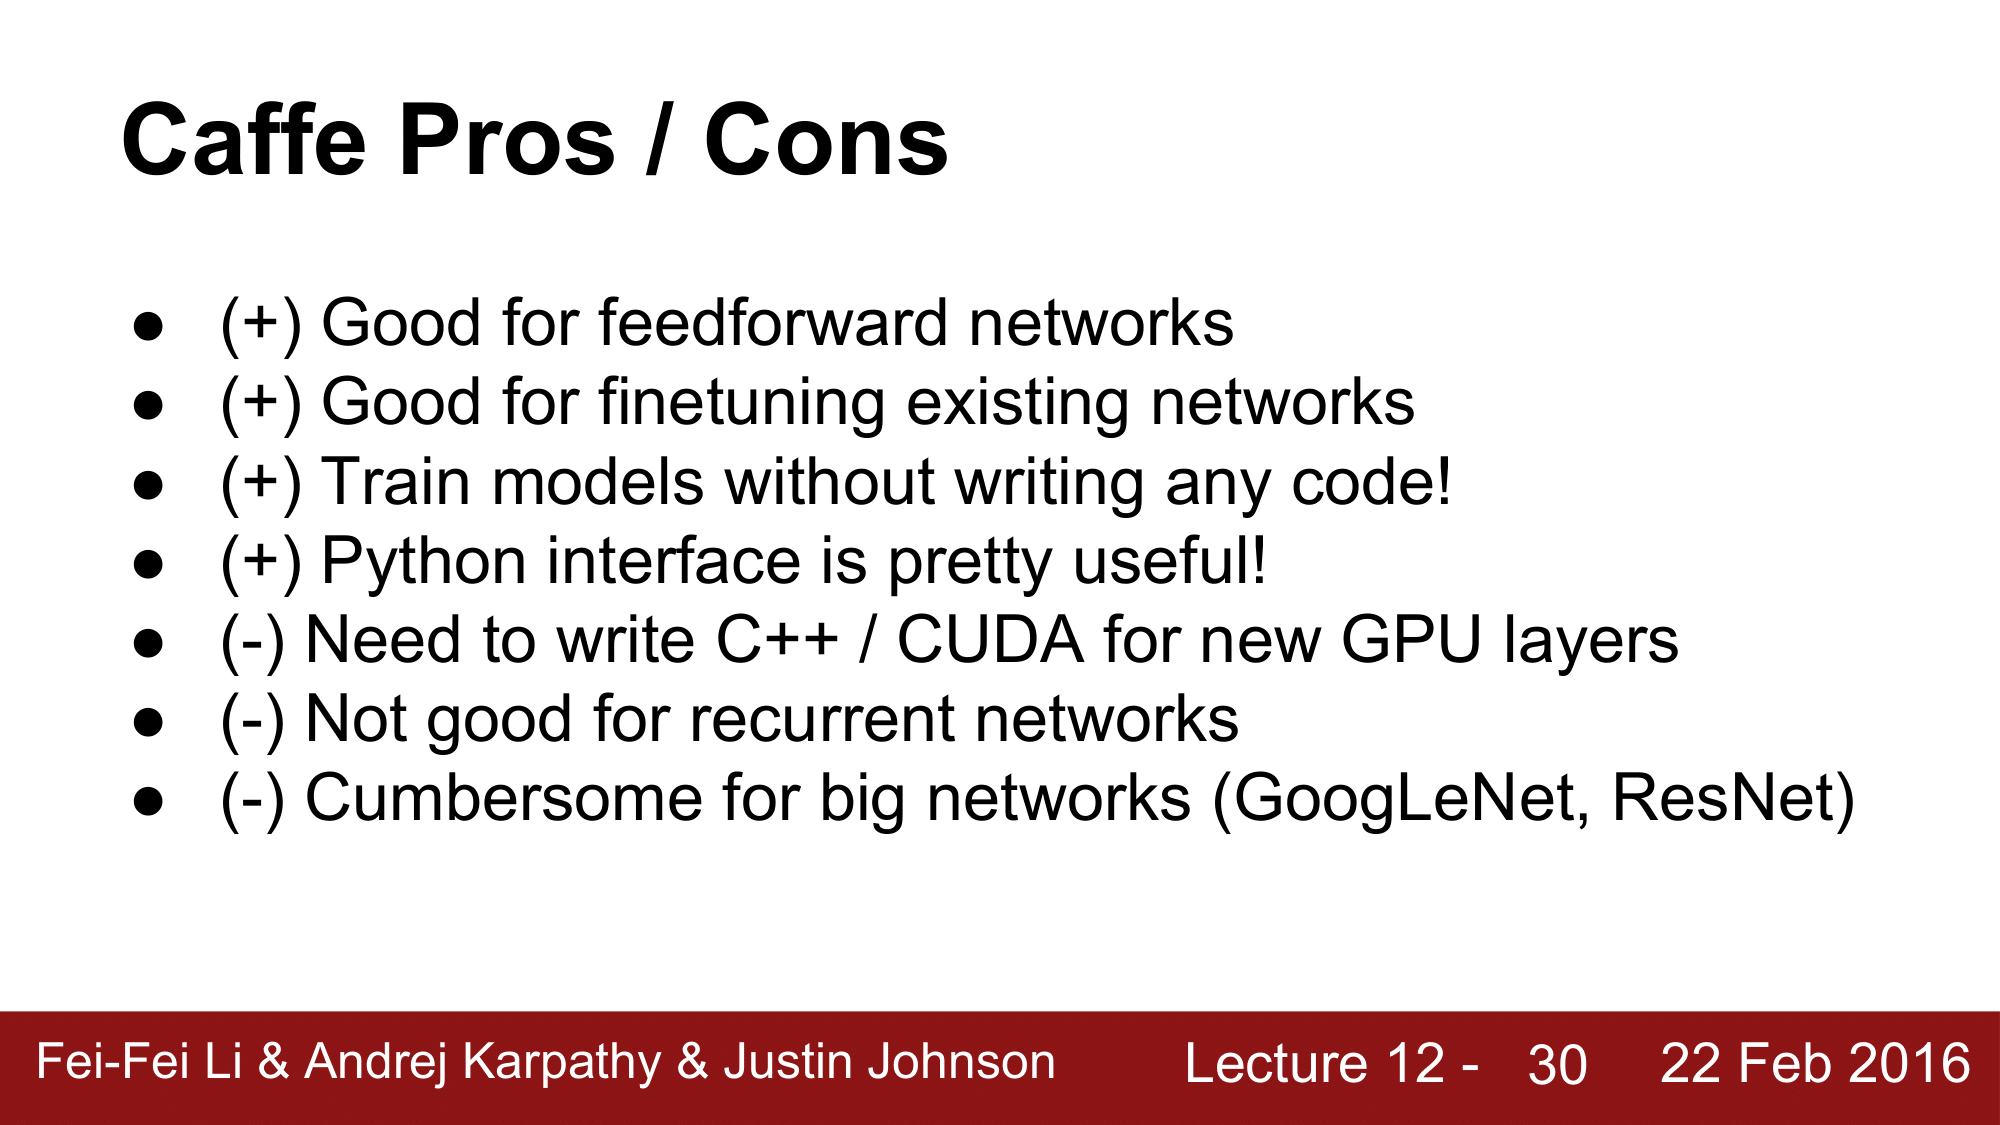 Caffe Pros / Cons
● (+) Good for feedforward networks
● (+) Good for finetuning existing networks
● (+) Train models without writing any code!
● (+) Python interface is pretty useful!
● (-) Need to write C++ / CUDA for new GPU layers
● (-) Not good for recurrent networks
● (-) Cumbersome for big networks (GoogLeNet, ResNet)
Fei-Fei Li & Andrej Karpathy & Justin Johnson Lecture 12 - 30 22 Feb 2016